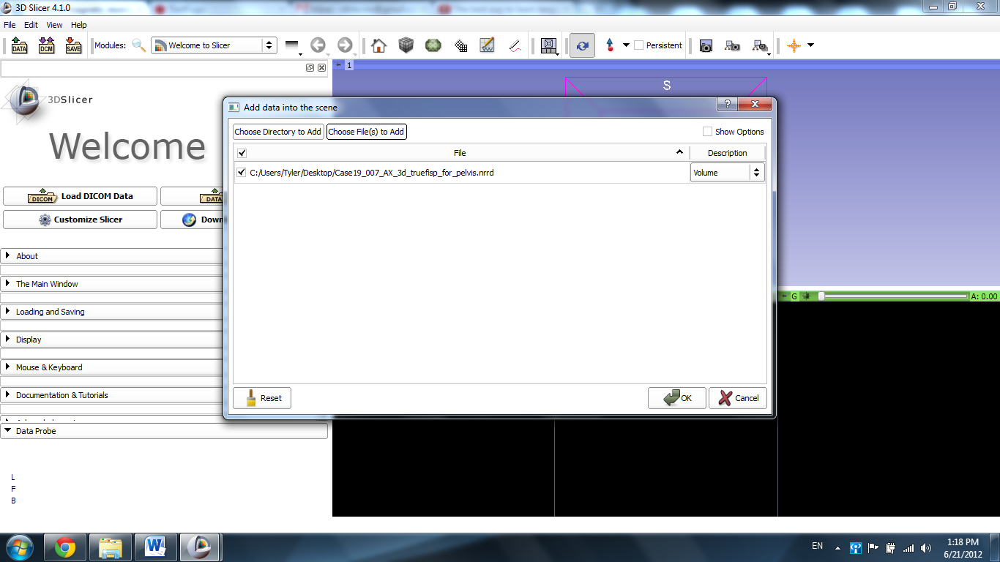 3D Slicer 4.1.0
File Edit View Help
DATA DCM SAVE Modules: Welcome to Slicer Persistent
1
S
3DSlicer
Welcome
Add data into the scene
?
Choose Directory to Add Choose File(s) to Add Show Options
File Description
C:/Users/Tyler/Desktop/Case19_007_AX_3d_truefisp_for_pelvis.nrrd Volume
Reset OK Cancel
DICOM Load DICOM Data DATA
Customize Slicer Down
About
The Main Window
Loading and Saving
Display
Mouse & Keyboard
Documentation & Tutorials
Data Probe
L
F
B
G A: 0.00
EN 1:18 PM
6/21/2012